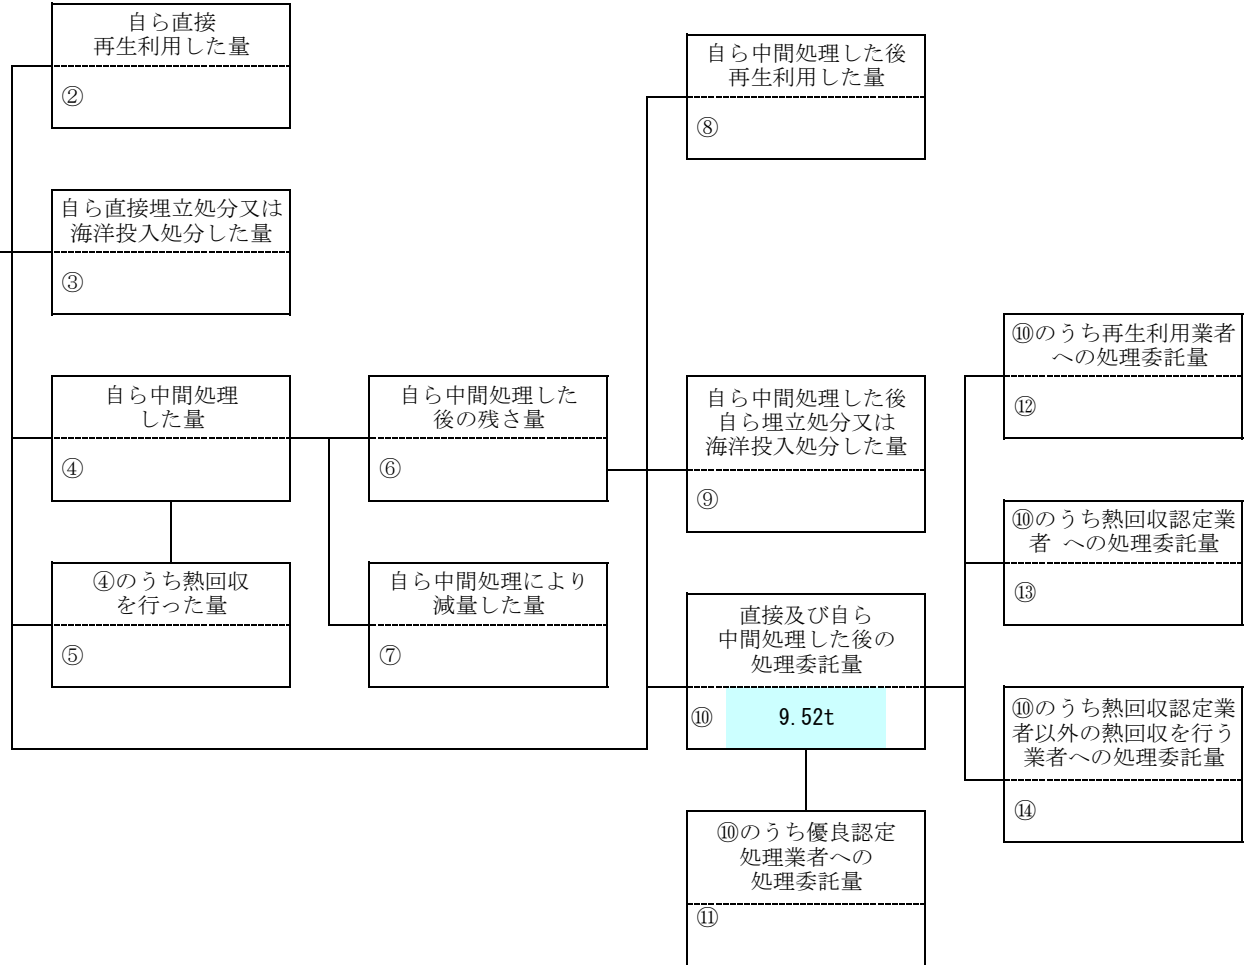 自ら直接
再生利用した量
②
自ら直接埋立処分又は
海洋投入処分した量
③
自ら中間処理
した量
④
④のうち熱回収
を行った量
⑤
自ら中間処理した
後の残さ量
⑥
自ら中間処理により
減量した量
⑦
自ら中間処理した後
再生利用した量
⑧
自ら中間処理した後
自ら埋立処分又は
海洋投入処分した量
⑨
直接及び自ら
中間処理した後の
処理委託量
⑩ 9.52t
⑩のうち優良認定
処理業者への
処理委託量
⑪
⑩のうち再生利用業者
への処理委託量
⑫
⑩のうち熱回収認定業
者 への処理委託量
⑬
⑩のうち熱回収認定業
者以外の熱回収を行う
業者への処理委託量
⑭